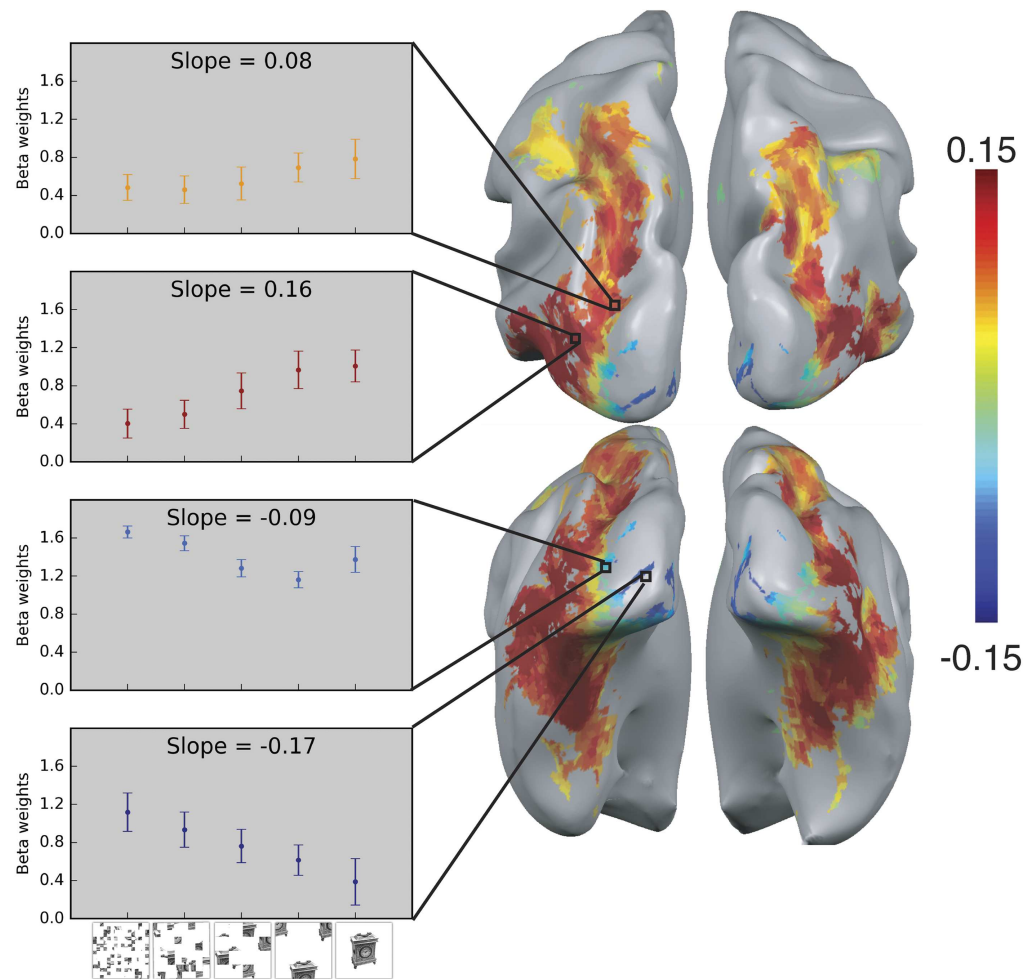 Slope = 0.08
Beta weights
1.6
1.2
0.8
0.4
0.0
Slope = 0.16
Beta weights
1.6
1.2
0.8
0.4
0.0
Slope = -0.09
Beta weights
1.6
1.2
0.8
0.4
0.0
Slope = -0.17
Beta weights
1.6
1.2
0.8
0.4
0.0
0.15
-0.15